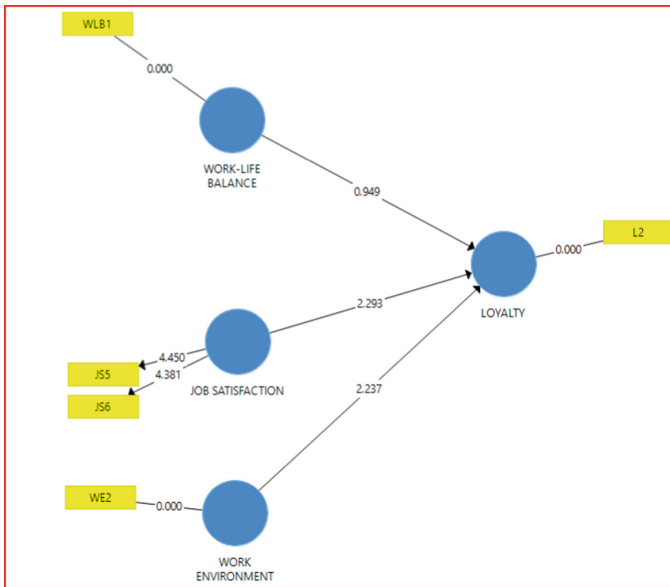 WLB1
0.000
WORK-LIFE
BALANCE
0.949
L2
0.000
LOYALTY
2.293
4.450
JS5
4.381
JS6
JOB SATISFACTION
2.237
WE2
0.000
WORK
ENVIRONMENT